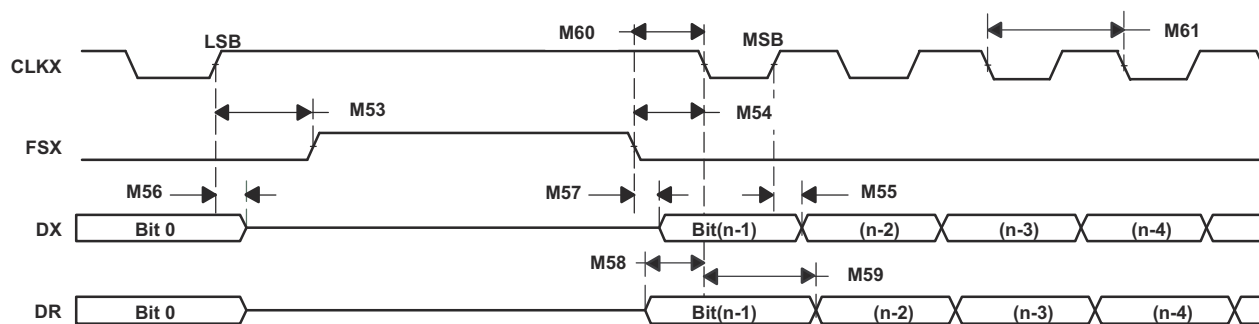 LSB M60 MSB M61
CLKX
M53 M54
FSX
M56 M57 M55
DX Bit 0 Bit(n-1) (n-2) (n-3) (n-4)
M58 M59
DR Bit 0 Bit(n-1) (n-2) (n-3) (n-4)